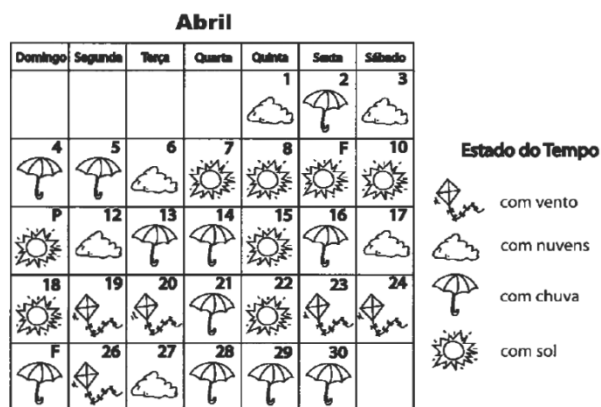 Abril
Domingo Segunda Terça Quarta Quinta Sexta Sábado
1 2 3
4 5 6 7 8 F 10
P 12 13 14 15 16 17
18 19 20 21 22 23 24
F 26 27 28 29 30
Estado do Tempo
com vento
com nuvens
com chuva
com sol